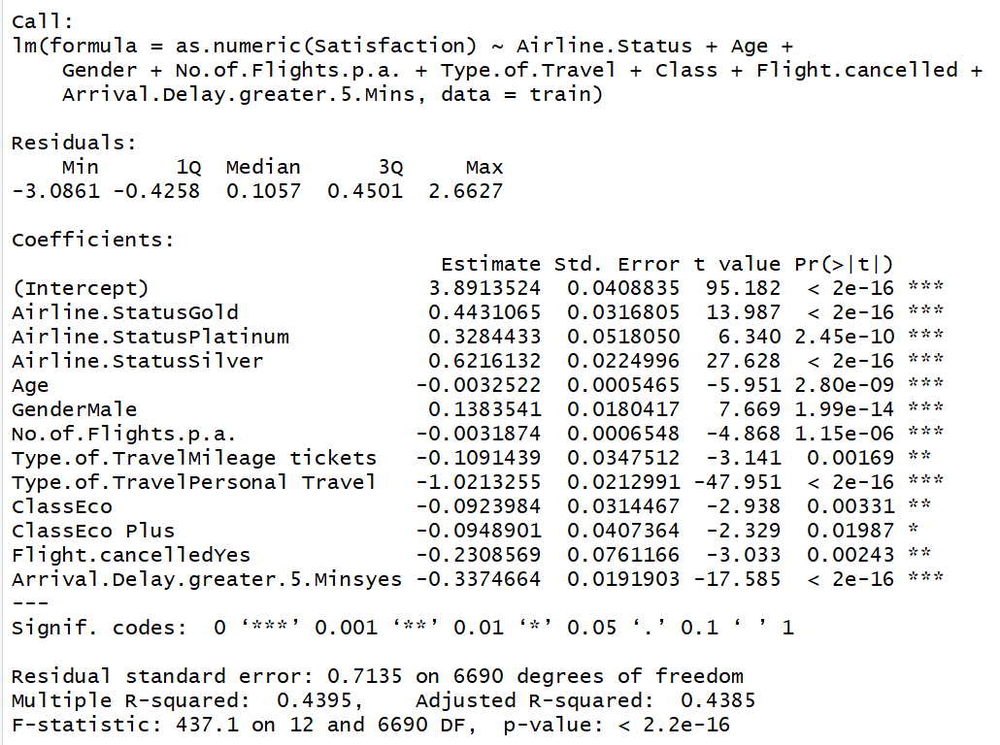 Call:
lm(formula = as.numeric(Satisfaction) ~ Airline.Status + Age +
    Gender + No.of.Flights.p.a. + Type.of.Travel + Class + Flight.cancelled +
    Arrival.Delay.greater.5.Mins, data = train)

Residuals:
    Min      1Q  Median      3Q     Max
-3.0861 -0.4258  0.1057  0.4501  2.6627

Coefficients:
                                  Estimate Std. Error t value Pr(>|t|)
(Intercept)                      3.8913524  0.0408835  95.182  < 2e-16 ***
Airline.StatusGold               0.4431065  0.0316805  13.987  < 2e-16 ***
Airline.StatusPlatinum           0.3284433  0.0518050   6.340 2.45e-10 ***
Airline.StatusSilver             0.6216132  0.0224996  27.628  < 2e-16 ***
Age                             -0.0032522  0.0005465  -5.951 2.80e-09 ***
GenderMale                       0.1383541  0.0180417   7.669 1.99e-14 ***
No.of.Flights.p.a.              -0.0031874  0.0006548  -4.868 1.15e-06 ***
Type.of.TravelMileage tickets   -0.1091439  0.0347512  -3.141  0.00169 **
Type.of.TravelPersonal Travel   -1.0213255  0.0212991 -47.951  < 2e-16 ***
ClassEco                        -0.0923984  0.0314467  -2.938  0.00331 **
ClassEco Plus                   -0.0948901  0.0407364  -2.329  0.01987 *
Flight.cancelledYes             -0.2308569  0.0761166  -3.033  0.00243 **
Arrival.Delay.greater.5.Minsyes -0.3374664  0.0191903 -17.585  < 2e-16 ***
---
Signif. codes:  0 ‘***’ 0.001 ‘**’ 0.01 ‘*’ 0.05 ‘.’ 0.1 ‘ ’ 1

Residual standard error: 0.7135 on 6690 degrees of freedom
Multiple R-squared:  0.4395,    Adjusted R-squared:  0.4385
F-statistic: 437.1 on 12 and 6690 DF,  p-value: < 2.2e-16